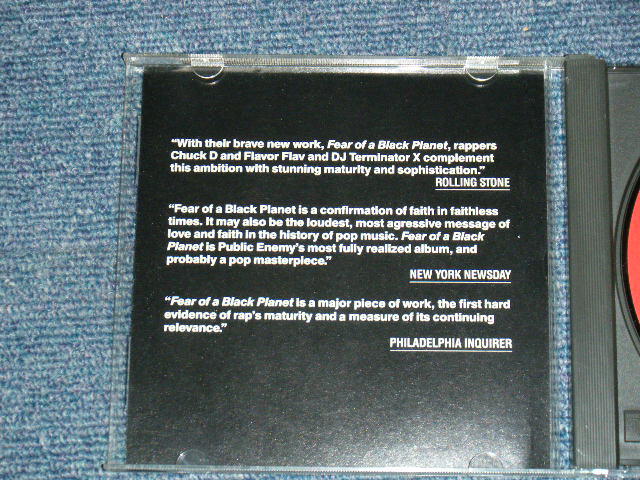 “With their brave new work, Fear of a Black Planet, rappers
Chuck D and Flavor Flav and DJ Terminator X complement
this ambition with stunning maturity and sophistication.”
ROLLING STONE
“Fear of a Black Planet is a confirmation of faith in faithless
times. It may also be the loudest, most agressive message of
love and faith in the history of pop music. Fear of a Black
Planet is Public Enemy’s most fully realized album, and
probably a pop masterpiece.”
NEW YORK NEWSDAY
“Fear of a Black Planet is a major piece of work, the first hard
evidence of rap’s maturity and a measure of its continuing
relevance.”
PHILADELPHIA INQUIRER